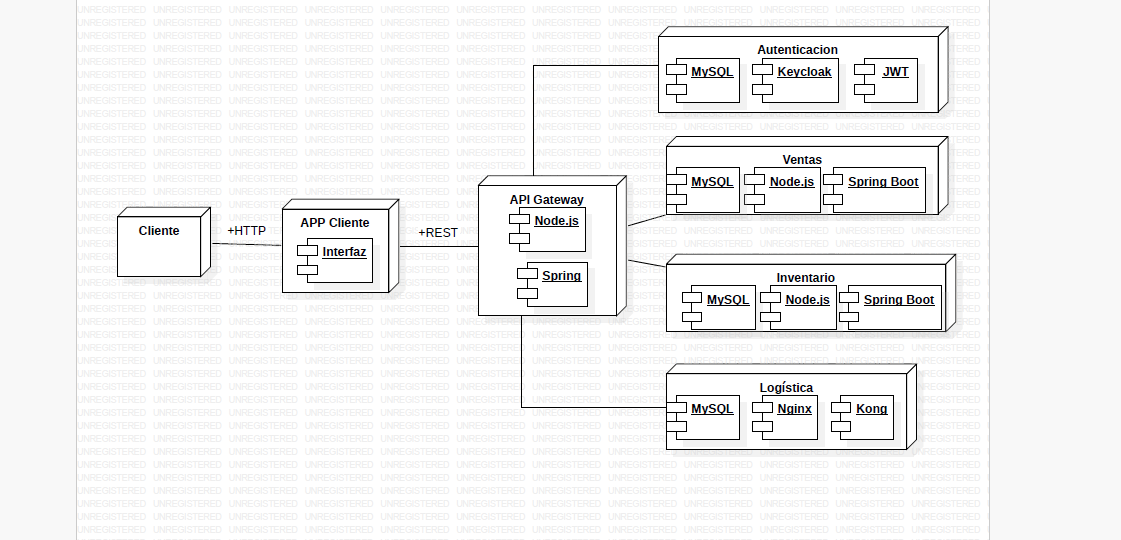 Cliente
+HTTP
APP Cliente
Interfaz
+REST
API Gateway
Node.js
Spring
Autenticacion
MySQL Keycloak JWT
Ventas
MySQL Node.js Spring Boot
Inventario
MySQL Node.js Spring Boot
Logística
MySQL Nginx Kong
UNREGISTERED